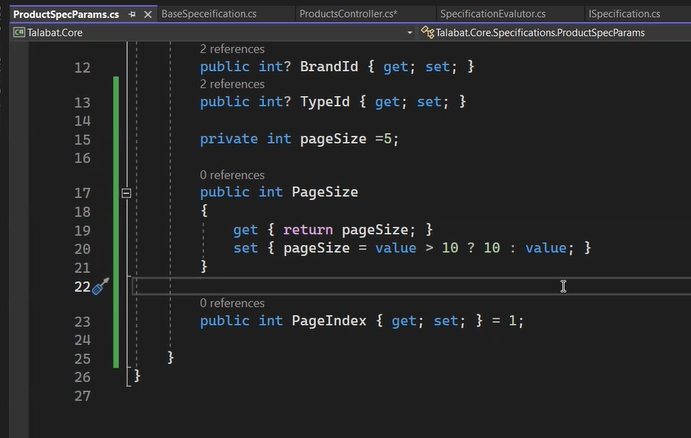 ProductSpecParams.cs BaseSpeceification.cs ProductsController.cs* SpecificationEvalutor.cs ISpecification.cs
Talabat.Core Talabat.Core.Specifications.ProductSpecParams
2 references
12 public int? BrandId { get; set; }
2 references
13 public int? TypeId { get; set; }
14
15 private int pageSize =5;
16
0 references
17 public int PageSize
18 {
19 get { return pageSize; }
20 set { pageSize = value > 10 ? 10 : value; }
21 }
22
0 references
23 public int PageIndex { get; set; } = 1;
24
25 }
26 }
27